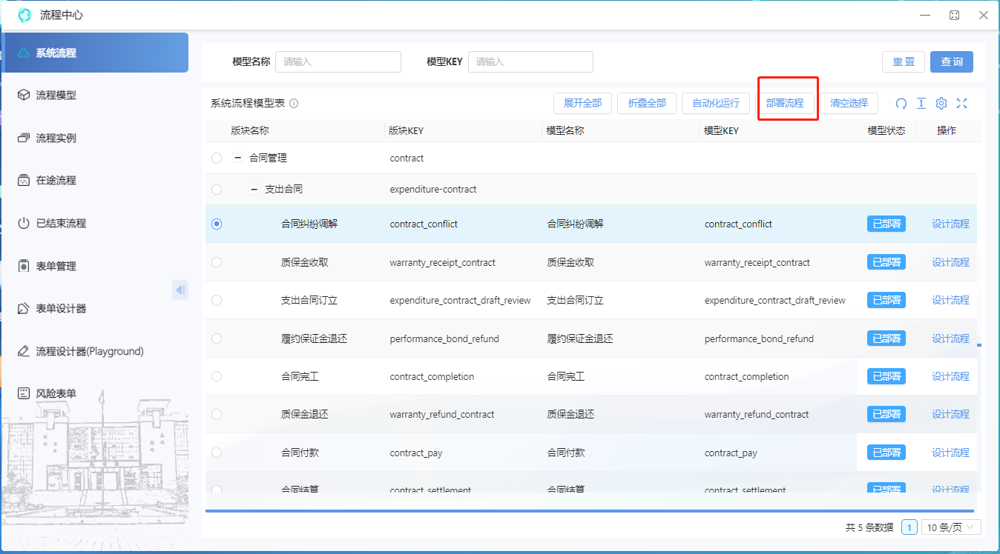 流程中心
系统流程
流程模型
流程实例
在途流程
已结束流程
表单管理
表单设计器
流程设计器(Playground)
风险表单
模型名称 请输入 模型KEY 请输入 重置 查询
系统流程模型表 展开全部 折叠全部 自动化运行 部署流程 清空选择
版块名称 版块KEY 模型名称 模型KEY 模型状态 操作
合同管理 contract
支出合同 expenditure-contract
合同纠纷调解 contract_conflict 合同纠纷调解 contract_conflict 已部署 设计流程
质保金收取 warranty_receipt_contract 质保金收取 warranty_receipt_contract 已部署 设计流程
支出合同订立 expenditure_contract_draft_review 支出合同订立 expenditure_contract_draft_review 已部署 设计流程
履约保证金退还 performance_bond_refund 履约保证金退还 performance_bond_refund 已部署 设计流程
合同完工 contract_completion 合同完工 contract_completion 已部署 设计流程
质保金退还 warranty_refund_contract 质保金退还 warranty_refund_contract 已部署 设计流程
合同付款 contract_pay 合同付款 contract_pay 已部署 设计流程
合同结算 contract_settlement 合同结算 contract_settlement 已部署 设计流程
共 5 条数据 1 10 条/页